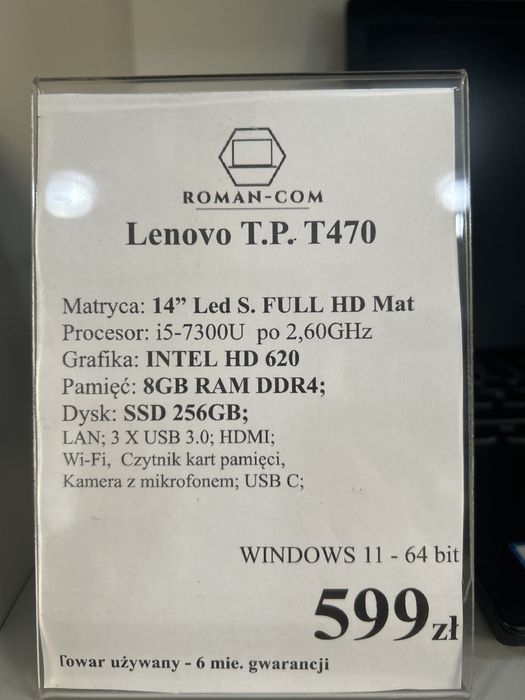 ROMAN-COM
Lenovo T.P. T470
Matryca: 14” Led S. FULL HD Mat
Procesor: i5-7300U po 2,60GHz
Grafika: INTEL HD 620
Pamięć: 8GB RAM DDR4;
Dysk: SSD 256GB;
LAN; 3 X USB 3.0; HDMI;
Wi-Fi, Czytnik kart pamięci,
Kamera z mikrofonem; USB C;
WINDOWS 11 - 64 bit
599zł
Towar używany - 6 mie. gwarancji